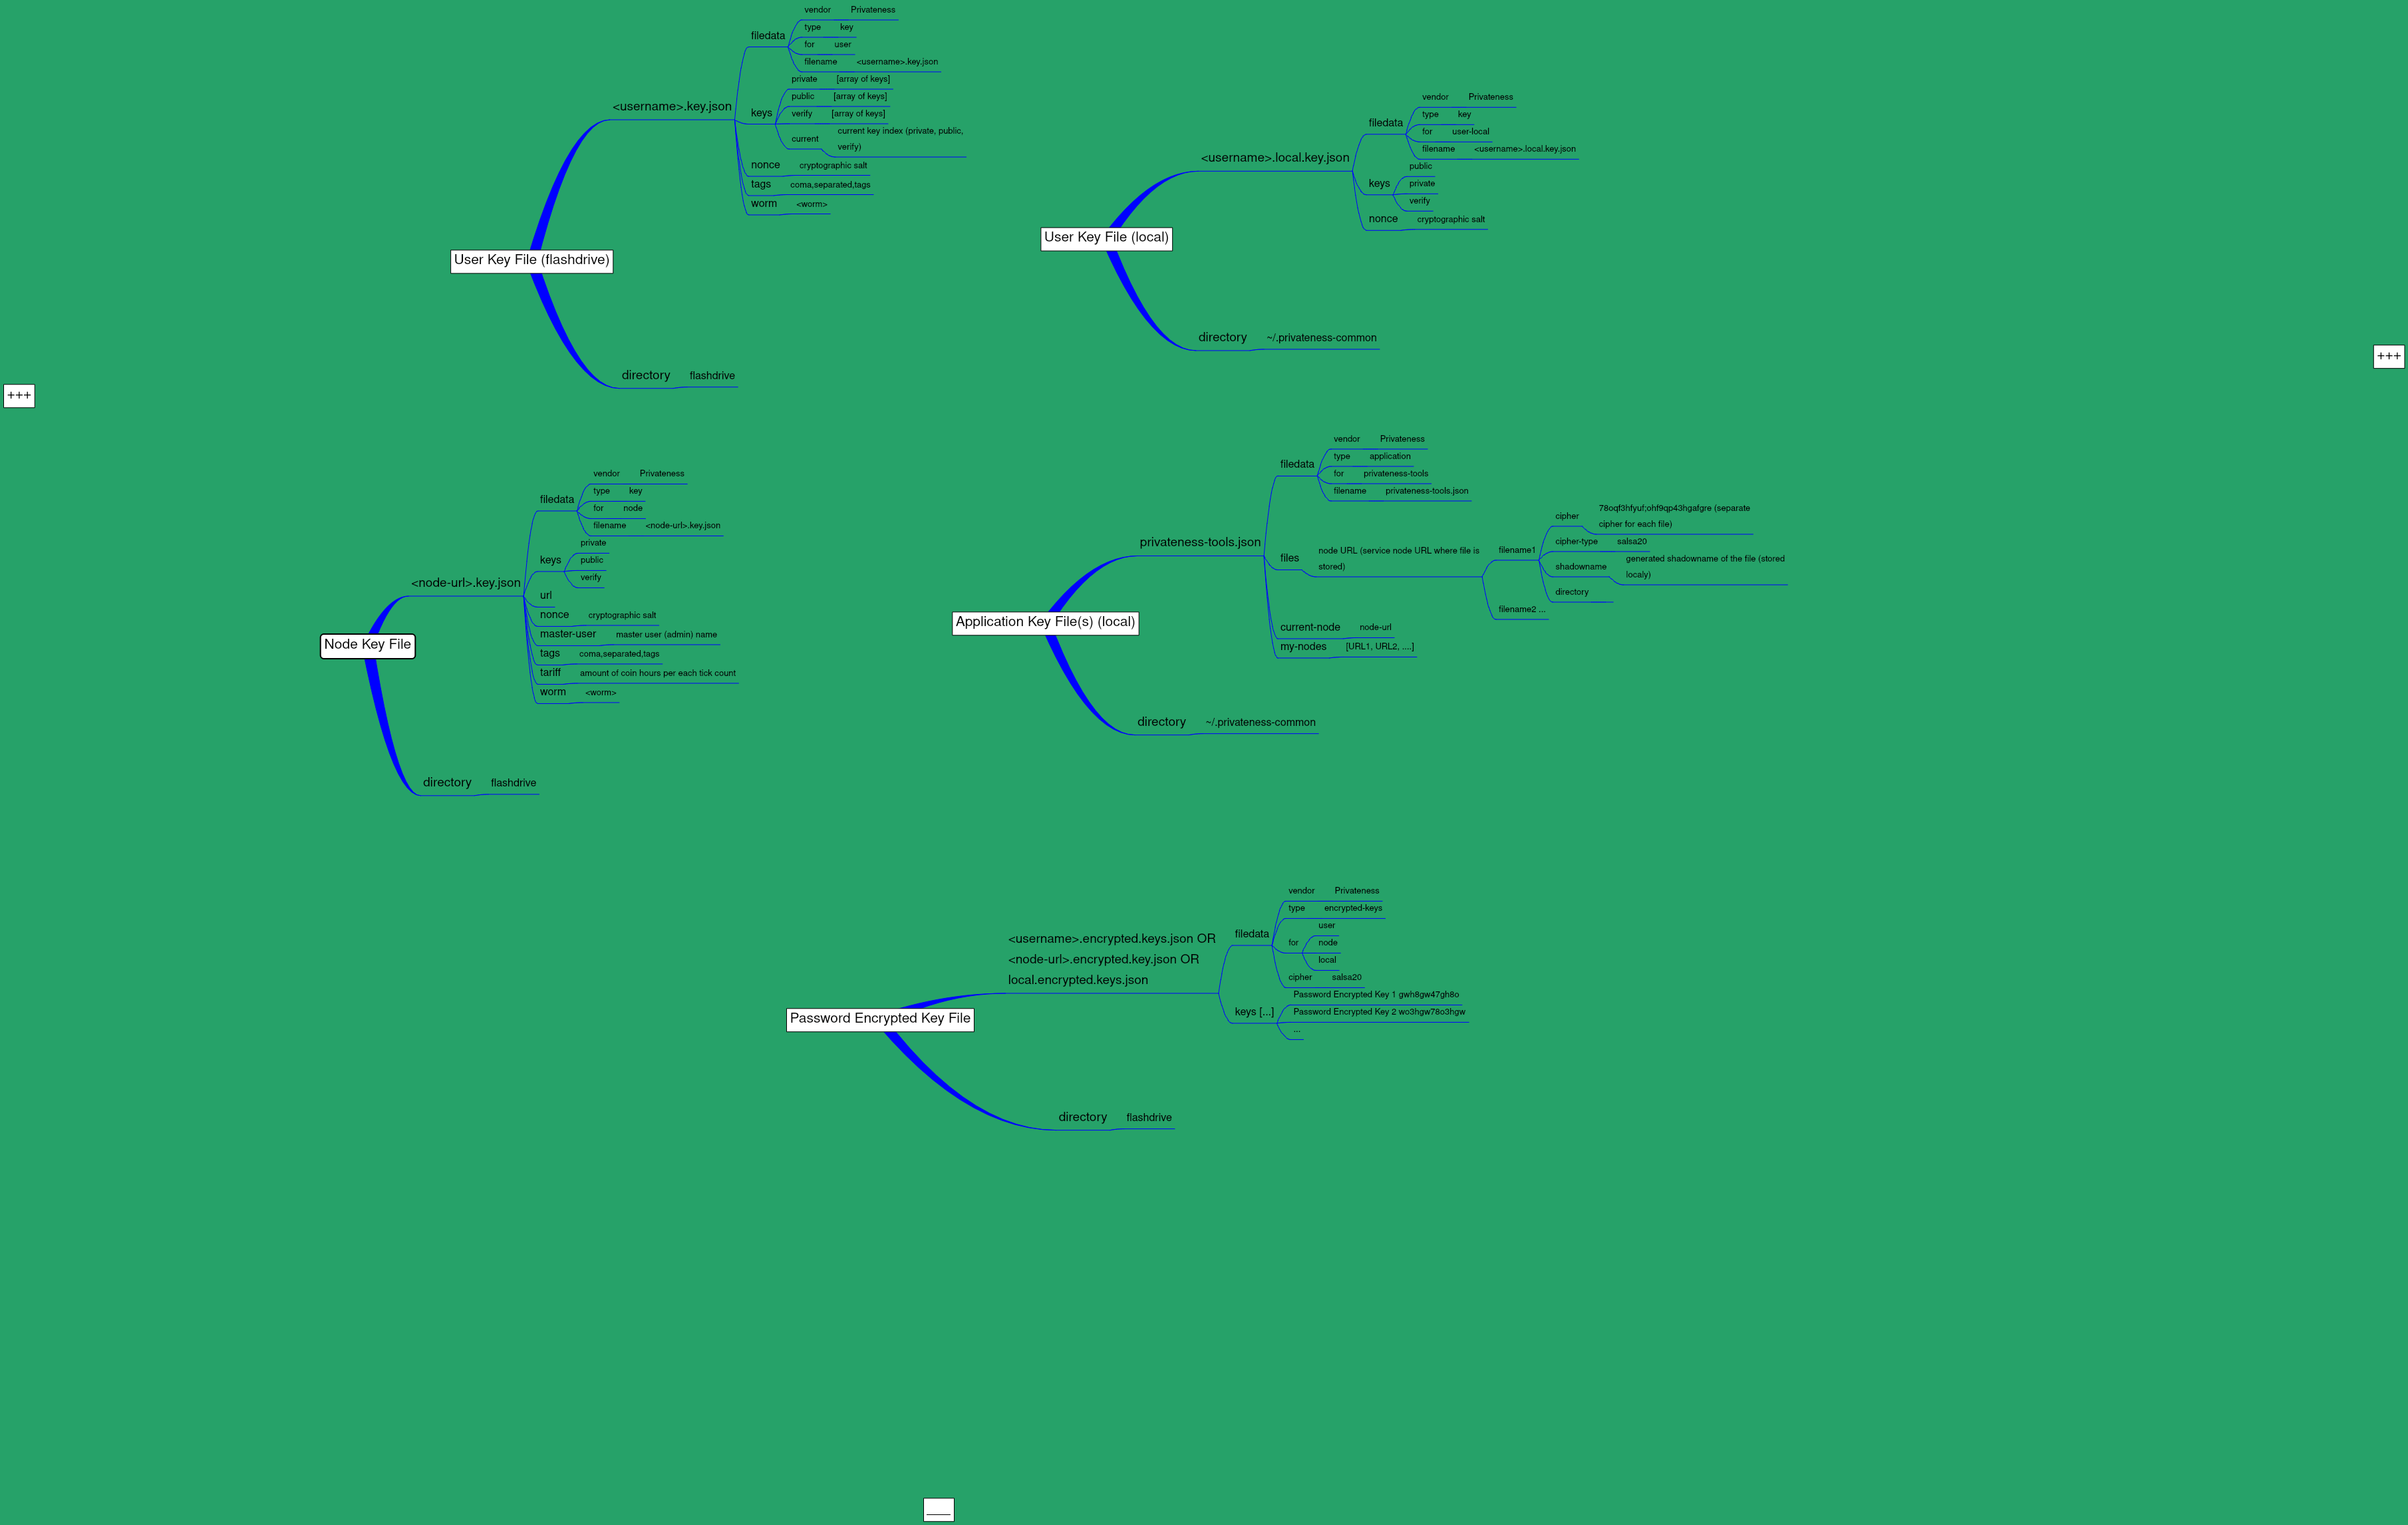 vendor Privateness
type key
for user
filename <username>.key.json
filedata
private [array of keys]
public [array of keys]
verify [array of keys]
current current key index (private, public,
verify)
keys
<username>.key.json
nonce cryptographic salt
tags coma,separated,tags
worm <worm>
User Key File (flashdrive)
directory flashdrive
vendor Privateness
type key
for user-local
filename <username>.local.key.json
filedata
<username>.local.key.json
public
private
verify
keys
nonce cryptographic salt
User Key File (local)
directory ~/.privateness-common
+++
+++
vendor Privateness
type key
for node
filename <node-url>.key.json
filedata
private
public
verify
keys
<node-url>.key.json
url
nonce cryptographic salt
master-user master user (admin) name
tags coma,separated,tags
tariff amount of coin hours per each tick count
worm <worm>
Node Key File
directory flashdrive
vendor Privateness
type application
for privateness-tools
filename privateness-tools.json
filedata
privateness-tools.json
files node URL (service node URL where file is
stored)
filename1
cipher 78oqf3hfyuf;ohf9qp43hgafgre (separate
cipher for each file)
cipher-type salsa20
shadowname generated shadowname of the file (stored
localy)
directory
filename2 ...
current-node node-url
my-nodes [URL1, URL2, ....]
Application Key File(s) (local)
directory ~/.privateness-common
vendor Privateness
type encrypted-keys
user
for node
local
cipher salsa20
filedata
<username>.encrypted.keys.json OR
<node-url>.encrypted.key.json OR
local.encrypted.keys.json
keys [...]
Password Encrypted Key 1 gwh8gw47gh8o
Password Encrypted Key 2 wo3hgw78o3hgw
...
Password Encrypted Key File
directory flashdrive
____